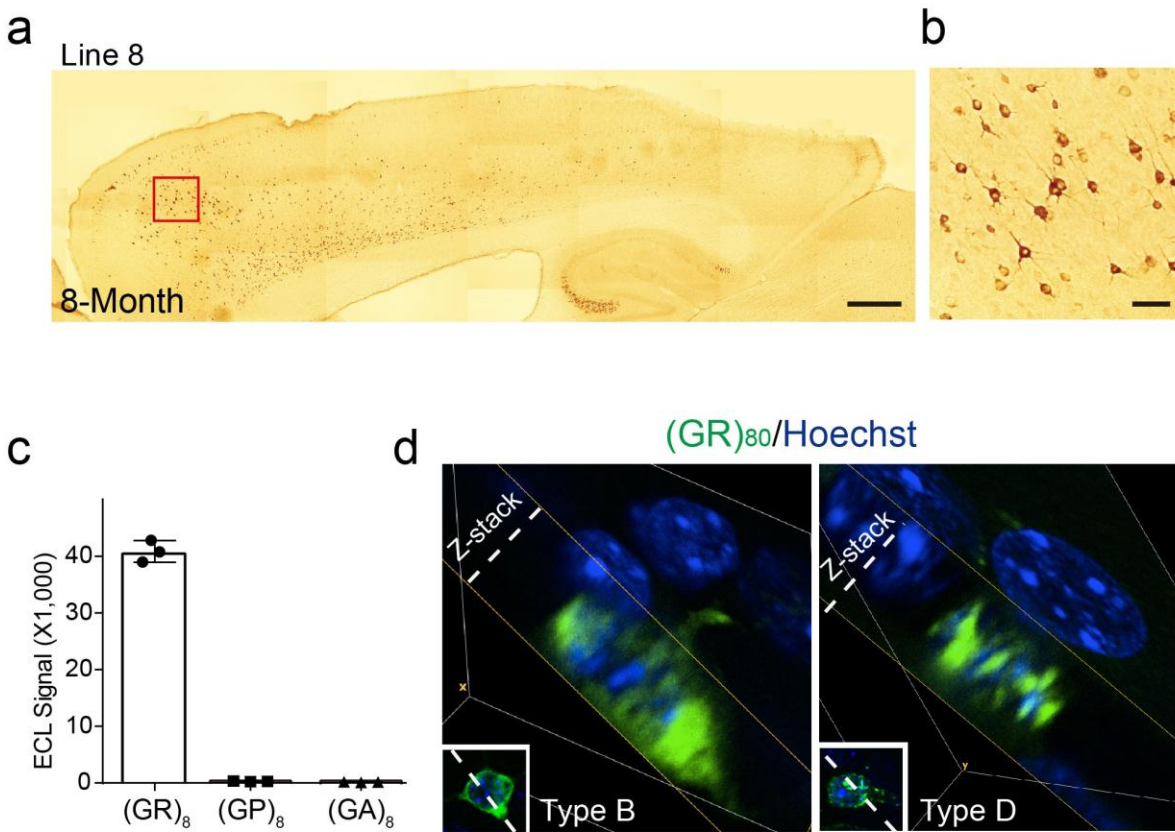 a
Line 8
8-Month
b
c
ECL Signal (X1,000)
40
30
20
10
0
(GR)8
(GP)8
(GA)8
d
(GR)80/Hoechst
Z-stack
X
Type B
Z-stack
Y
Type D